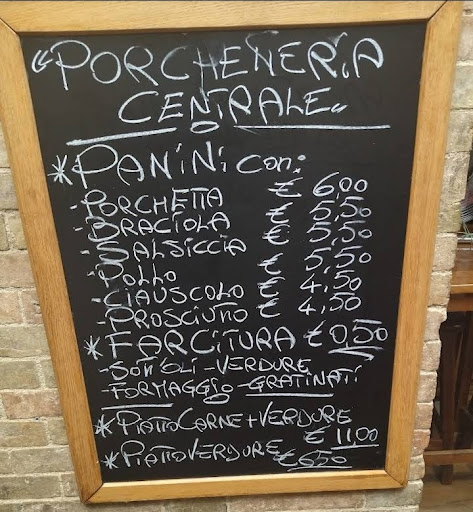 "PORCHETTERIA
CENTRALE"
* PANINI CON:
- PORCHETTA € 6,00
- BRACIOLA € 5,50
- SALSICCIA € 5,50
- POLLO € 5,50
- CIAUSCOLO € 4,50
- PROSCIUTTO € 4,50
* FARCITURA € 0,50
- SOTT'OLI - VERDURE
- FORMAGGIO - GRATINATI
* PIATTO CARNE + VERDURE
€ 11,00
* PIATTO VERDURE € 6,50